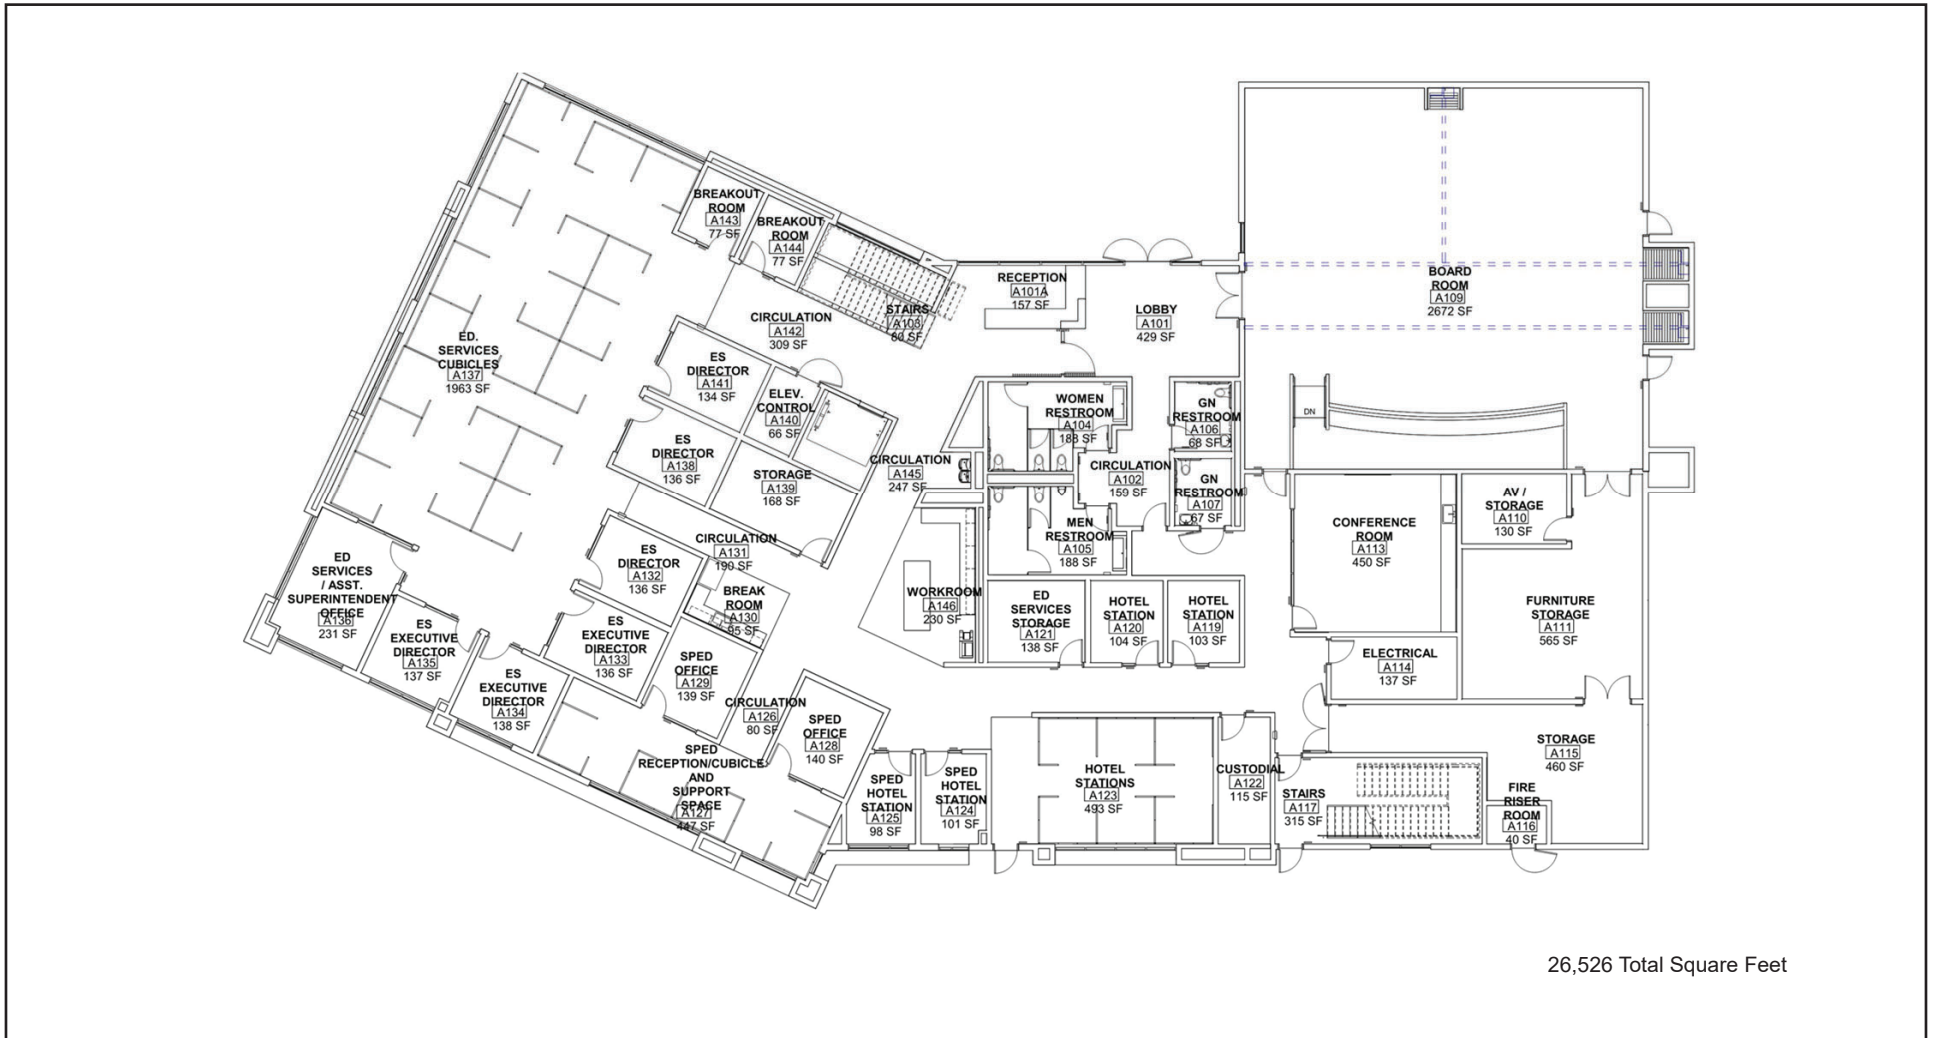 BREAKOUT
ROOM
A143
77 SF
BREAKOUT
ROOM
A144
77 SF
RECEPTION
A101A
157 SF
BOARD
ROOM
A109
2672 SF
CIRCULATION
A142
309 SF
STAIRS
A103
80 SF
LOBBY
A101
429 SF
ED.
SERVICES
CUBICLES
A137
1963 SF
ES
DIRECTOR
A141
134 SF
ELEV.
CONTROL
A140
66 SF
WOMEN
RESTROOM
A104
188 SF
GN
RESTROOM
A106
68 SF
DN
ES
DIRECTOR
A138
136 SF
STORAGE
A139
168 SF
CIRCULATION
A145
247 SF
CIRCULATION
A102
159 SF
GN
RESTROOM
A107
67 SF
AV /
STORAGE
A110
130 SF
CONFERENCE
ROOM
A113
450 SF
MEN
RESTROOM
A105
188 SF
CIRCULATION
A131
190 SF
ES
DIRECTOR
A132
136 SF
ED
SERVICES
/ ASST.
SUPERINTENDENT
OFFICE
A136
231 SF
BREAK
ROOM
A130
95 SF
WORKROOM
A146
230 SF
ED
SERVICES
STORAGE
A121
138 SF
HOTEL
STATION
A120
104 SF
HOTEL
STATION
A119
103 SF
FURNITURE
STORAGE
A111
565 SF
ES
EXECUTIVE
DIRECTOR
A135
137 SF
ES
EXECUTIVE
DIRECTOR
A133
136 SF
SPED
OFFICE
A129
139 SF
ELECTRICAL
A114
137 SF
ES
EXECUTIVE
DIRECTOR
A134
138 SF
CIRCULATION
A126
80 SF
SPED
OFFICE
A128
140 SF
STORAGE
A115
460 SF
SPED
RECEPTION/CUBICLE
AND
SUPPORT
SPACE
A127
447 SF
SPED
HOTEL
STATION
A125
98 SF
SPED
HOTEL
STATION
A124
101 SF
HOTEL
STATIONS
A123
493 SF
CUSTODIAL
A122
115 SF
STAIRS
A117
315 SF
FIRE
RISER
ROOM
A116
40 SF
26,526 Total Square Feet